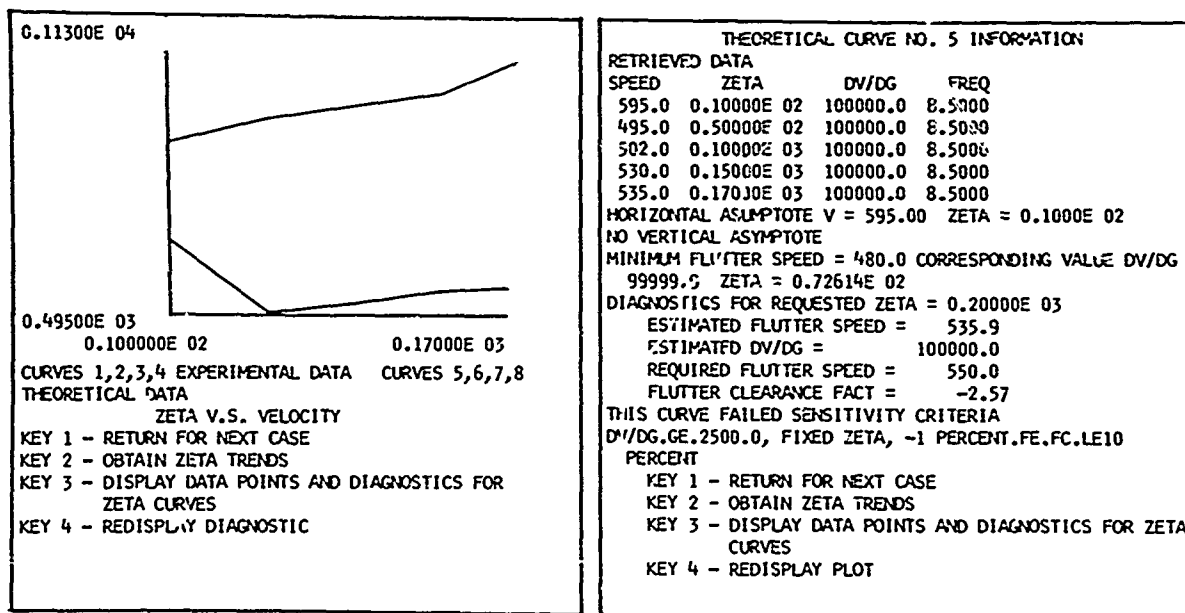 0.11300E 04
0.49500E 03
0.100000E 02 0.17000E 03
CURVES 1,2,3,4 EXPERIMENTAL DATA CURVES 5,6,7,8
THEORETICAL DATA
ZETA V.S. VELOCITY
KEY 1 - RETURN FOR NEXT CASE
KEY 2 - OBTAIN ZETA TRENDS
KEY 3 - DISPLAY DATA POINTS AND DIAGNOSTICS FOR
ZETA CURVES
KEY 4 - REDISPLAY DIAGNOSTIC
THEORETICAL CURVE NO. 5 INFORMATION
RETRIEVED DATA
SPEED ZETA DV/DG FREQ
595.0 0.10000E 02 100000.0 8.5000
495.0 0.50000E 02 100000.0 8.5000
502.0 0.10000E 03 100000.0 8.5000
530.0 0.15000E 03 100000.0 8.5000
535.0 0.17000E 03 100000.0 8.5000
HORIZONTAL ASUMPTOTE V = 595.00 ZETA = 0.1000E 02
NO VERTICAL ASYMPTOTE
MINIMUM FLUTTER SPEED = 480.0 CORRESPONDING VALUE DV/DG
99999.9 ZETA = 0.72614E 02
DIAGNOSTICS FOR REQUESTED ZETA = 0.20000E 03
ESTIMATED FLUTTER SPEED = 535.9
ESTIMATED DV/DG = 100000.0
REQUIRED FLUTTER SPEED = 550.0
FLUTTER CLEARANCE FACT = -2.57
THIS CURVE FAILED SENSITIVITY CRITERIA
DV/DG.GE.2500.0, FIXED ZETA, -1 PERCENT.FE.FC.LE10
PERCENT
KEY 1 - RETURN FOR NEXT CASE
KEY 2 - OBTAIN ZETA TRENDS
KEY 3 - DISPLAY DATA POINTS AND DIAGNOSTICS FOR ZETA
CURVES
KEY 4 - REDISPLAY PLOT